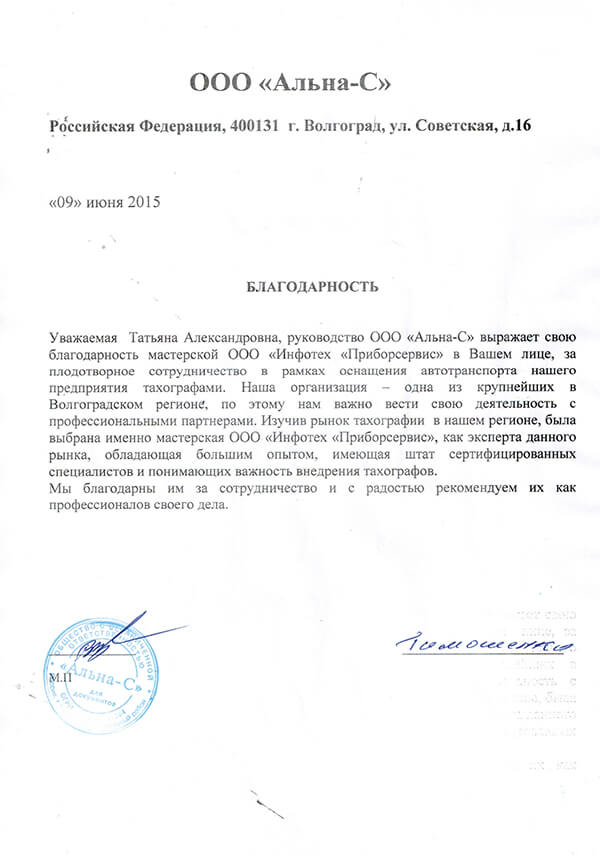 ООО «Альна-С»
Российская Федерация, 400131 г. Волгоград, ул. Советская, д.16
«09» июня 2015
БЛАГОДАРНОСТЬ
Уважаемая Татьяна Александровна, руководство ООО «Альна-С» выражает свою
благодарность мастерской ООО «Инфотех «Приборсервис» в Вашем лице, за
плодотворное сотрудничество в рамках оснащения автотранспорта нашего
предприятия тахографами. Наша организация – одна из крупнейших в
Волгоградском регионе, по этому нам важно вести свою деятельность с
профессиональными партнерами. Изучив рынок тахографии в нашем регионе, была
выбрана именно мастерская ООО «Инфотех «Приборсервис», как эксперта данного
рынка, обладающая большим опытом, имеющая штат сертифицированных
специалистов и понимающих важность внедрения тахографов.
Мы благодарны им за сотрудничество и с радостью рекомендуем их как
профессионалов своего дела.
Тимошенко
М.П
ОБЩЕСТВО С ОГРАНИЧЕННОЙ
ОТВЕТСТВЕННОСТЬЮ
«Альна-С»
для
документов